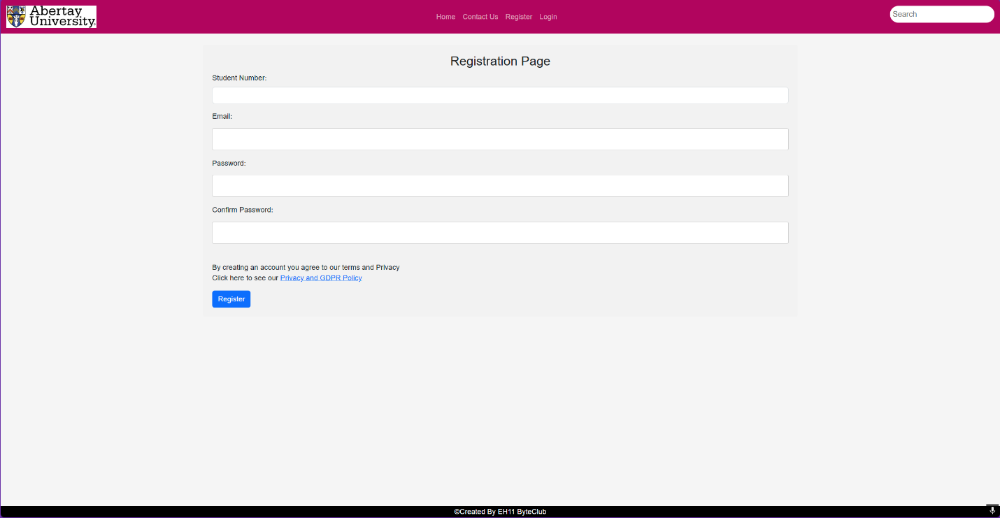 Abertay
University
Home Contact Us Register Login
Search
Registration Page
Student Number:
Email:
Password:
Confirm Password:
By creating an account you agree to our terms and Privacy
Click here to see our Privacy and GDPR Policy
Register
©Created By EH11 ByteClub